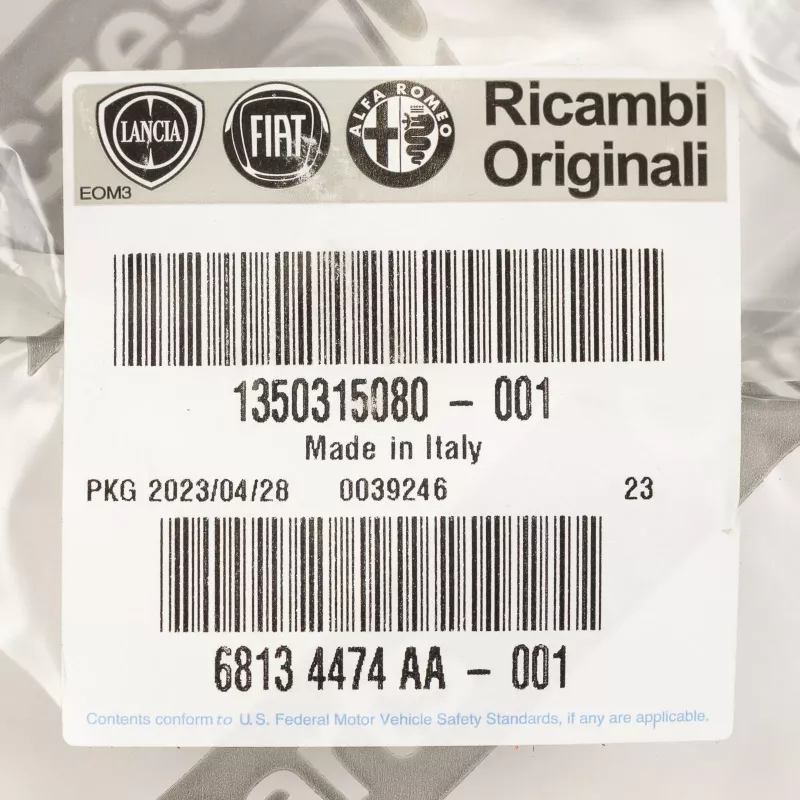 LANCIA
FIAT
ALFA ROMEO
Ricambi
Originali
EOM3
1350315080 - 001
Made in Italy
PKG 2023/04/28 0039246 23
6813 4474 AA - 001
Contents conform to U.S. Federal Motor Vehicle Safety Standards, if any are applicable.